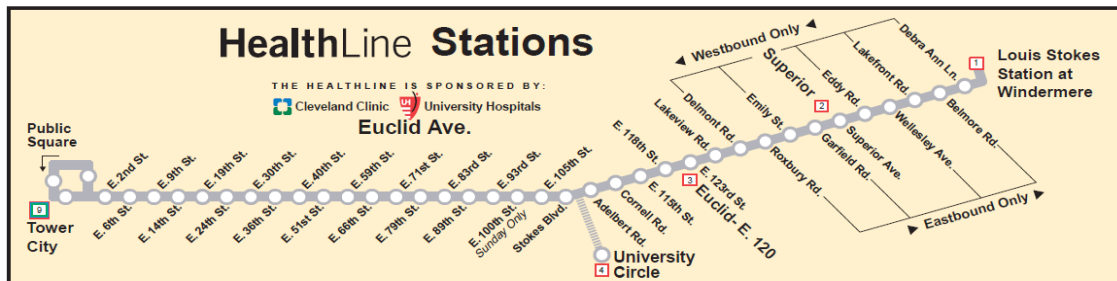 HealthLine Stations
THE HEALTHLINE IS SPONSORED BY:
Cleveland Clinic
UH
University Hospitals
Euclid Ave.
Public
Square
9
Tower
City
E. 2nd St.
E. 6th St.
E. 9th St.
E. 14th St.
E. 19th St.
E. 24th St.
E. 30th St.
E. 36th St.
E. 40th St.
E. 51st St.
E. 59th St.
E. 66th St.
E. 71st St.
E. 79th St.
E. 83rd St.
E. 89th St.
E. 93rd St.
E. 100th St.
Sunday Only
E. 105th St.
Stokes Blvd.
4
University
Circle
Adelbert Rd.
Cornell Rd.
E. 115th St.
E. 118th St.
3
E. 123rd St.
Euclid- E. 120
Lakeview Rd.
Delmont Rd.
Roxbury Rd.
Emily St.
Superior
2
Garfield Rd.
Eddy Rd.
Superior Ave.
Lakefront Rd.
Wellesley Ave.
Debra Ann Ln.
Belmore Rd.
Westbound Only
Eastbound Only
1
Louis Stokes
Station at
Windermere